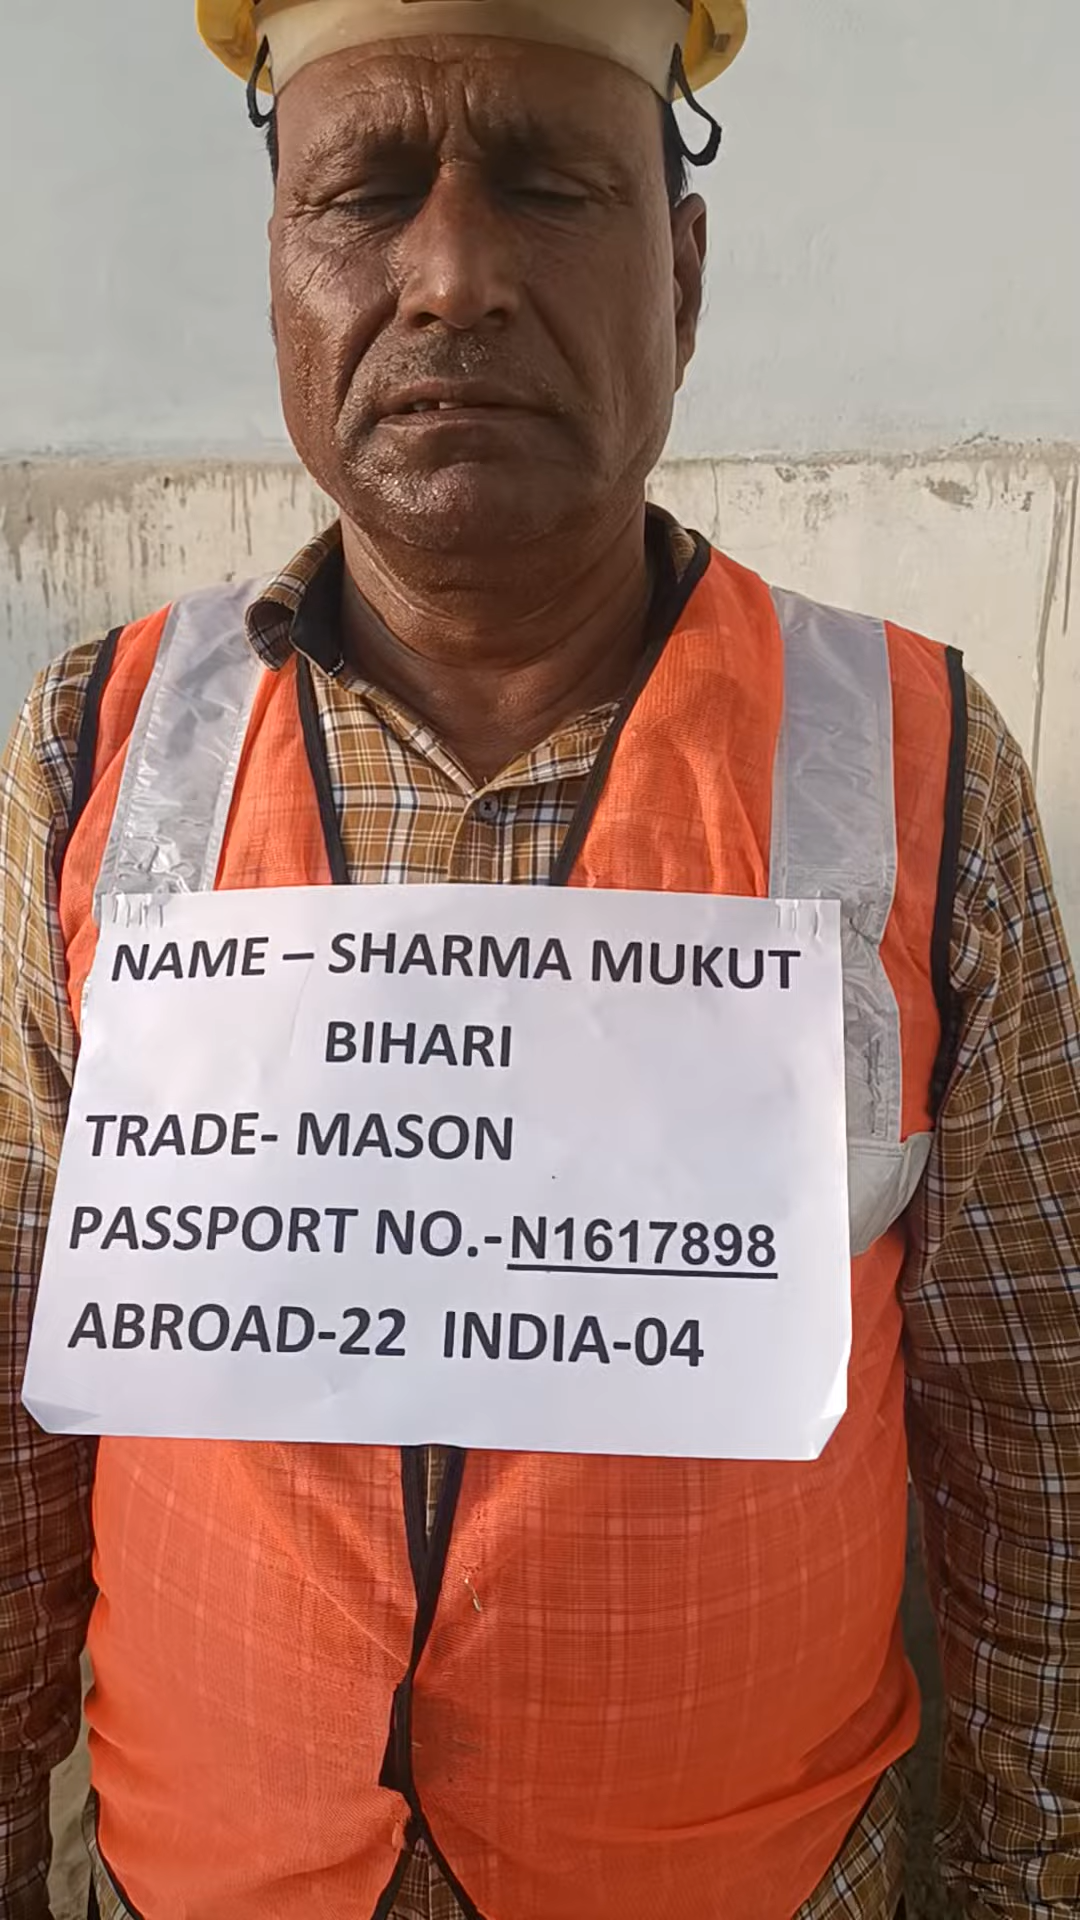 NAME – SHARMA MUKUT
BIHARI
TRADE- MASON
PASSPORT NO.-N1617898
ABROAD-22 INDIA-04